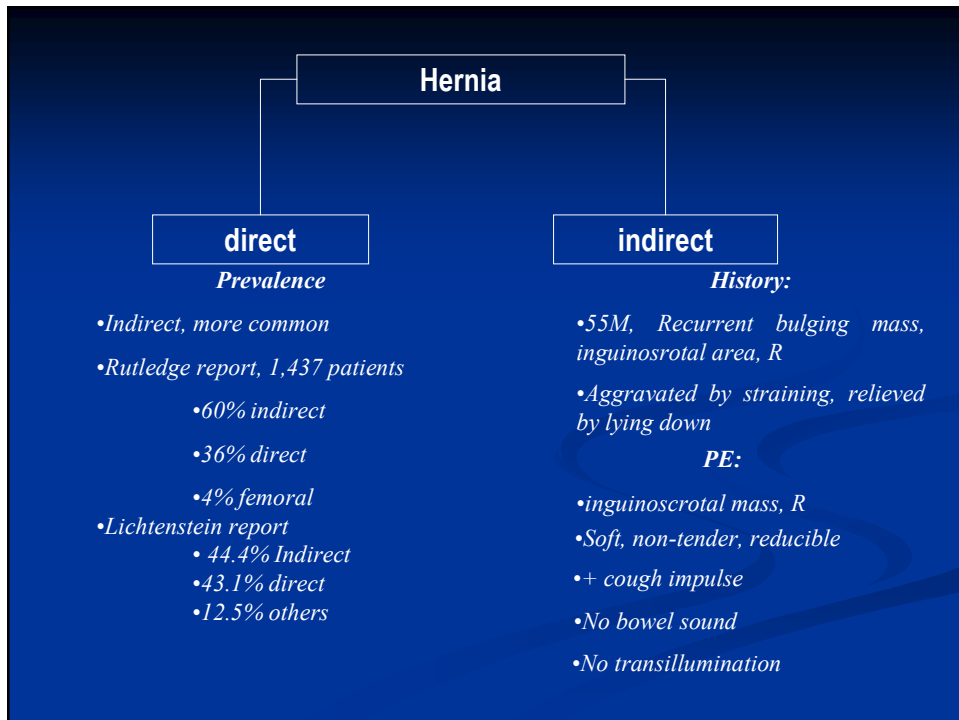 Hernia
direct
Prevalence
•Indirect, more common
•Rutledge report, 1,437 patients
•60% indirect
•36% direct
•4% femoral
•Lichtenstein report
• 44.4% Indirect
•43.1% direct
•12.5% others
indirect
History:
•55M, Recurrent bulging mass,
inguinosrotal area, R
•Aggravated by straining, relieved
by lying down
PE:
•inguinoscrotal mass, R
•Soft, non-tender, reducible
•+ cough impulse
•No bowel sound
•No transillumination